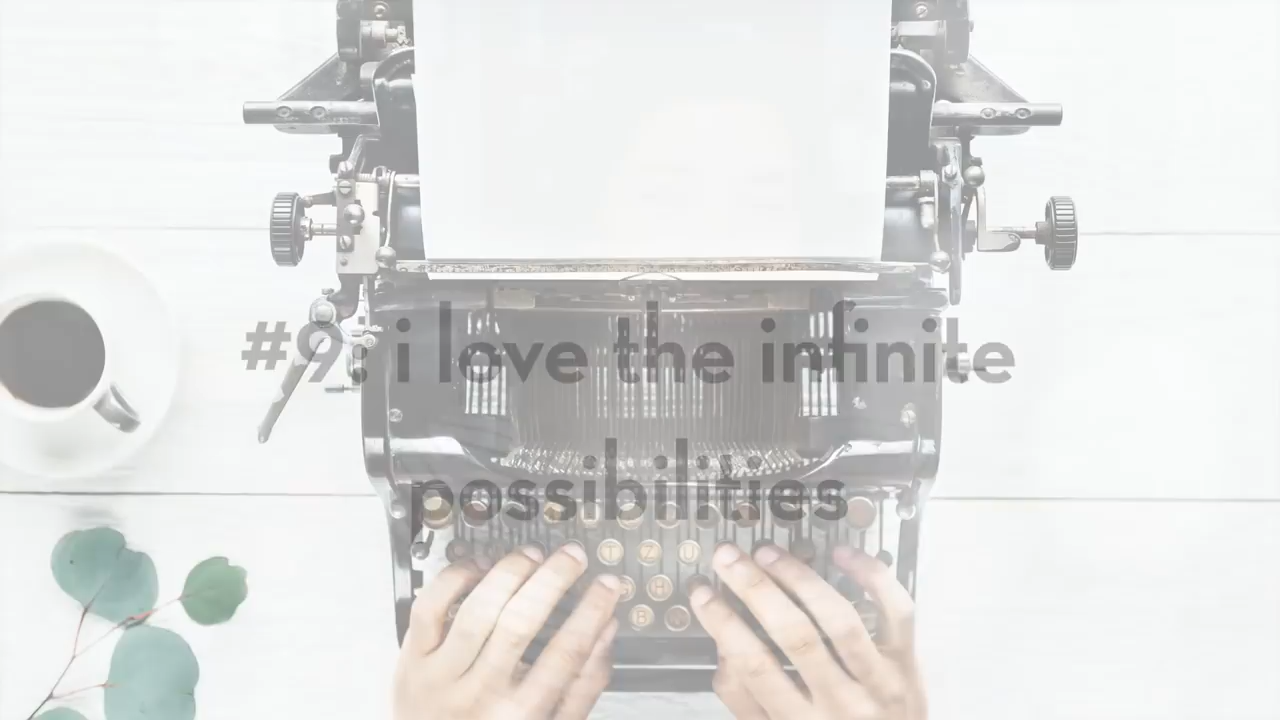 #9: i love the infinite
possibilities
T Z U
H
B